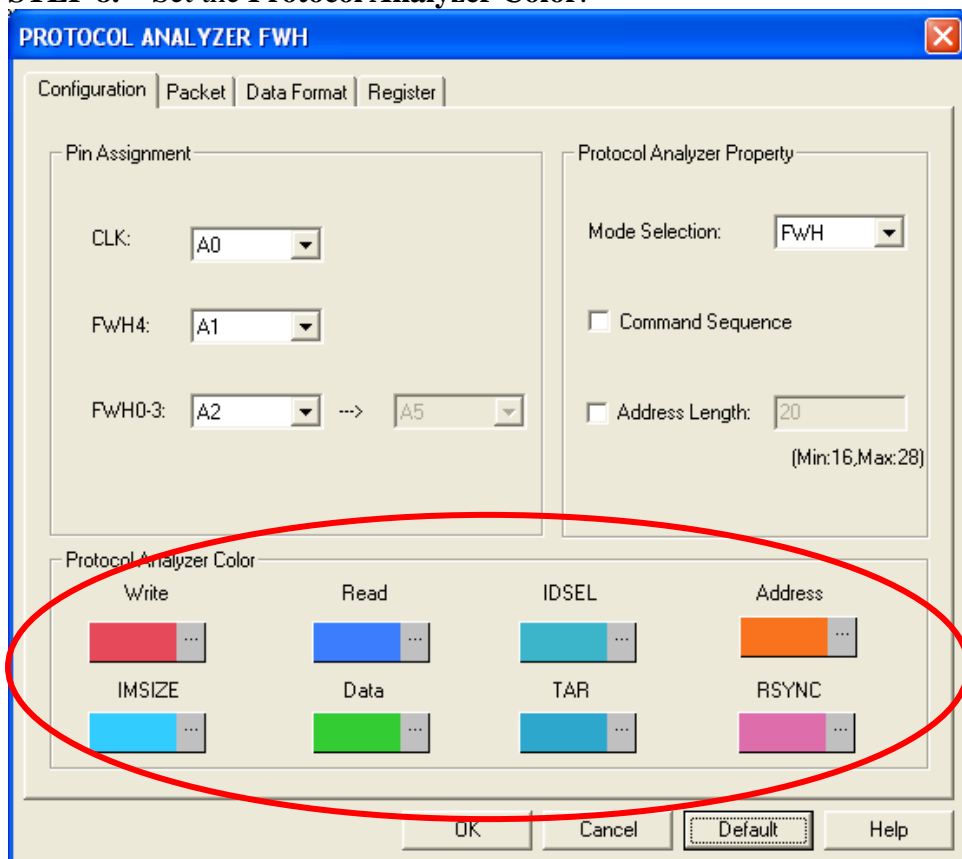 PROTOCOL ANALYZER FWH
Configuration Packet Data Format Register
Pin Assignment
CLK: A0
FWH4: A1
FWH0-3: A2 ---> A5
Protocol Analyzer Property
Mode Selection: FWH
Command Sequence
Address Length: 20
(Min:16,Max:28)
Protocol Analyzer Color
Write Read IDSEL Address
... ... ... ...
IMSIZE Data TAR RSYNC
... ... ... ...
OK Cancel Default Help